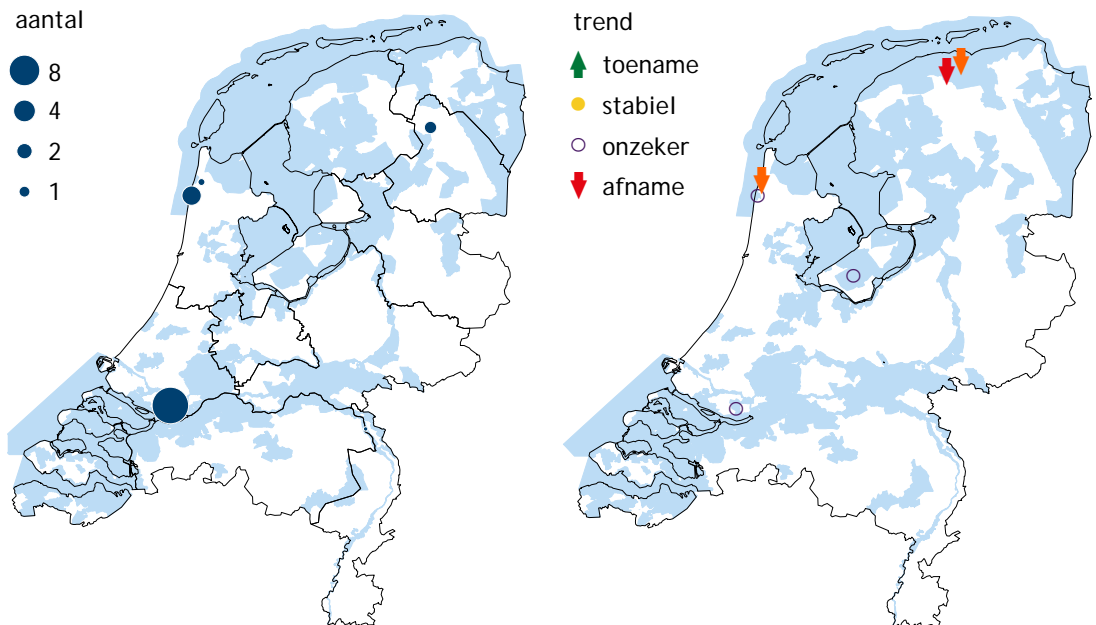 aantal
8
4
2
1
trend
toename
stabiel
onzeker
afname